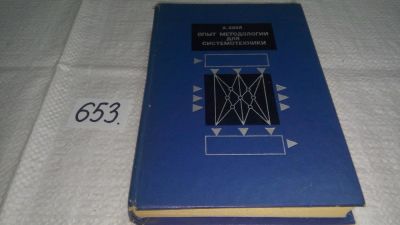 А. ХОЛЛ
ОПЫТ МЕТОДОЛОГИИ
ДЛЯ
СИСТЕМОТЕХНИКИ
653.